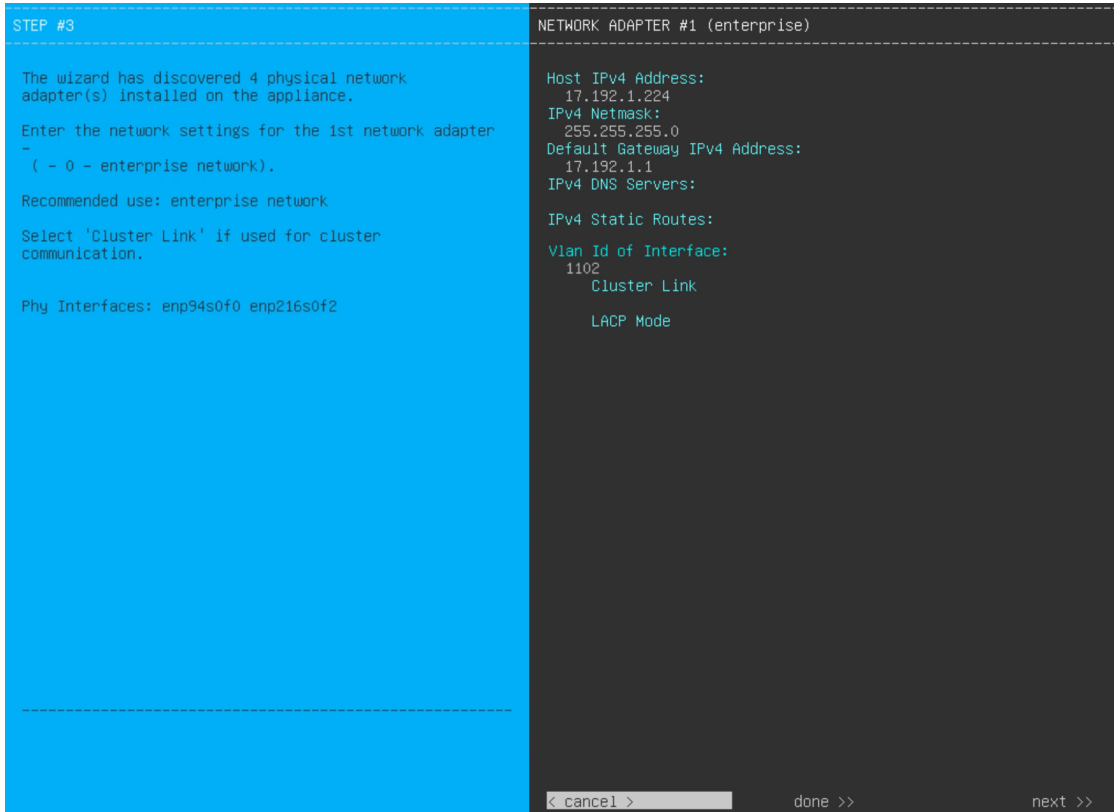 STEP #3
The wizard has discovered 4 physical network
adapter(s) installed on the appliance.
Enter the network settings for the 1st network adapter
-
( - 0 - enterprise network).
Recommended use: enterprise network
Select 'Cluster Link' if used for cluster
communication.
Phy Interfaces: enp94s0f0 enp216s0f2
NETWORK ADAPTER #1 (enterprise)
Host IPv4 Address:
17.192.1.224
IPv4 Netmask:
255.255.255.0
Default Gateway IPv4 Address:
17.192.1.1
IPv4 DNS Servers:
IPv4 Static Routes:
Vlan Id of Interface:
1102
Cluster Link
LACP Mode
< cancel > done >> next >>